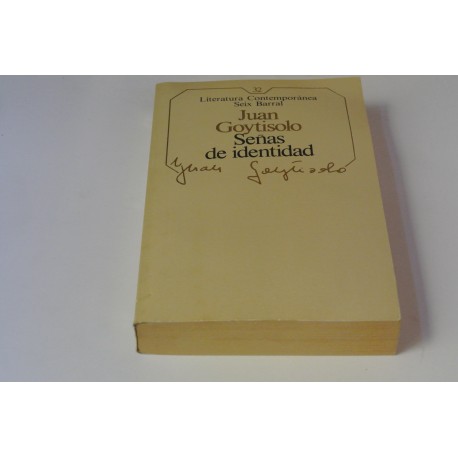 32
Literatura Contemporánea
Seix Barral
Juan
Goytisolo
Señas
de identidad
Juan Goytisolo